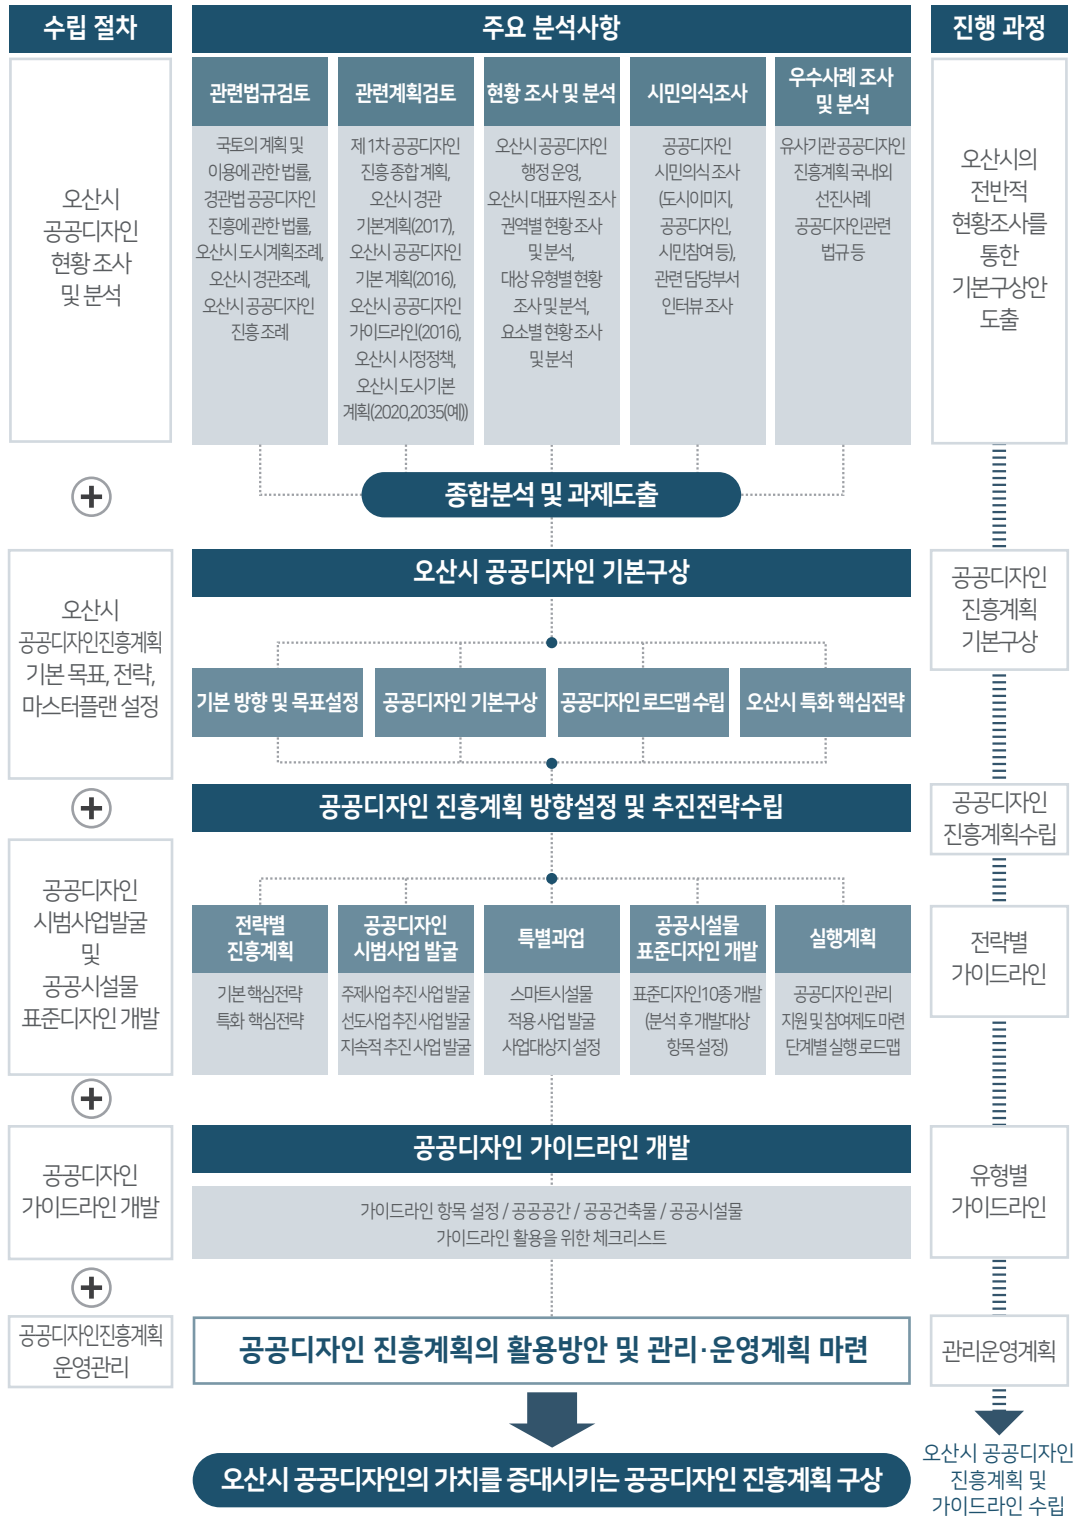 수립 절차
주요 분석사항
진행 과정
오산시
공공디자인
현황 조사
및 분석
관련법규검토
국토의 계획 및
이용에 관한 법률,
경관법 공공디자인
진흥에 관한 법률,
오산시 도시계획조례,
오산시 경관조례,
오산시 공공디자인
진흥 조례
관련계획검토
제 1차 공공디자인
진흥 종합 계획,
오산시 경관
기본계획(2017),
오산시 공공디자인
기본 계획(2016),
오산시 공공디자인
가이드라인(2016),
오산시 시정정책,
오산시 도시기본
계획(2020,2035(예))
현황 조사 및 분석
오산시 공공디자인
행정 운영,
오산시 대표자원 조사
권역별 현황 조사
및 분석,
대상 유형별 현황
조사 및 분석,
요소별 현황 조사
및 분석
시민의식조사
공공디자인
시민의식 조사
(도시이미지,
공공디자인,
시민참여 등),
관련 담당부서
인터뷰 조사
우수사례 조사
및 분석
유사기관 공공디자인
진흥계획 국내외
선진사례
공공디자인관련
법규 등
오산시의
전반적
현황조사를
통한
기본구상안
도출
종합분석 및 과제도출
오산시
공공디자인진흥계획
기본 목표, 전략,
마스터플랜 설정
오산시 공공디자인 기본구상
기본 방향 및 목표설정
공공디자인 기본구상
공공디자인 로드맵 수립
오산시 특화 핵심전략
공공디자인
진흥계획
기본구상
공공디자인 진흥계획 방향설정 및 추진전략수립
공공디자인
진흥계획수립
공공디자인
시범사업발굴
및
공공시설물
표준디자인 개발
전략별
진흥계획
기본 핵심전략
특화 핵심전략
공공디자인
시범사업 발굴
주제사업 추진 사업 발굴
선도사업 추진 사업 발굴
지속적 추진 사업 발굴
특별과업
스마트시설물
적용 사업 발굴
사업대상지 설정
공공시설물
표준디자인 개발
표준디자인10종 개발
(분석 후 개발대상
항목 설정)
실행계획
공공디자인 관리
지원 및 참여제도 마련
단계별 실행 로드맵
전략별
가이드라인
공공디자인
가이드라인 개발
공공디자인 가이드라인 개발
가이드라인 항목 설정 / 공공공간 / 공공건축물 / 공공시설물
가이드라인 활용을 위한 체크리스트
유형별
가이드라인
공공디자인진흥계획
운영관리
공공디자인 진흥계획의 활용방안 및 관리·운영계획 마련
관리운영계획
오산시 공공디자인의 가치를 증대시키는 공공디자인 진흥계획 구상
오산시 공공디자인
진흥계획 및
가이드라인 수립